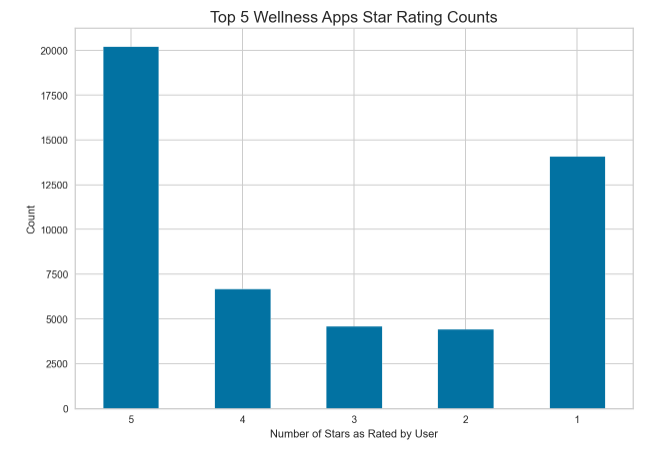 Top 5 Wellness Apps Star Rating Counts
20000
17500
15000
12500
10000
7500
5000
2500
0
Count
5 4 3 2 1
Number of Stars as Rated by User